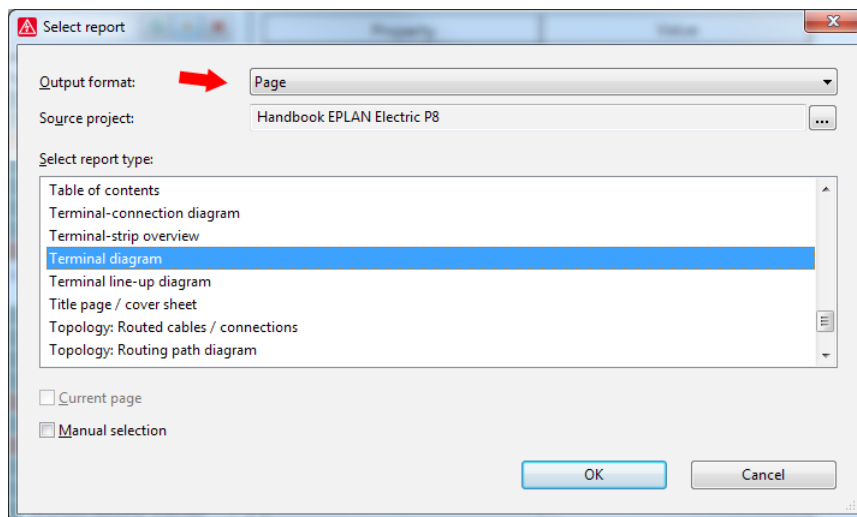 Select report
Property
Value
Output format:
Page
Source project:
Handbook EPLAN Electric P8
...
Select report type:
Table of contents
Terminal-connection diagram
Terminal-strip overview
Terminal diagram
Terminal line-up diagram
Title page / cover sheet
Topology: Routed cables / connections
Topology: Routing path diagram
Current page
Manual selection
OK
Cancel